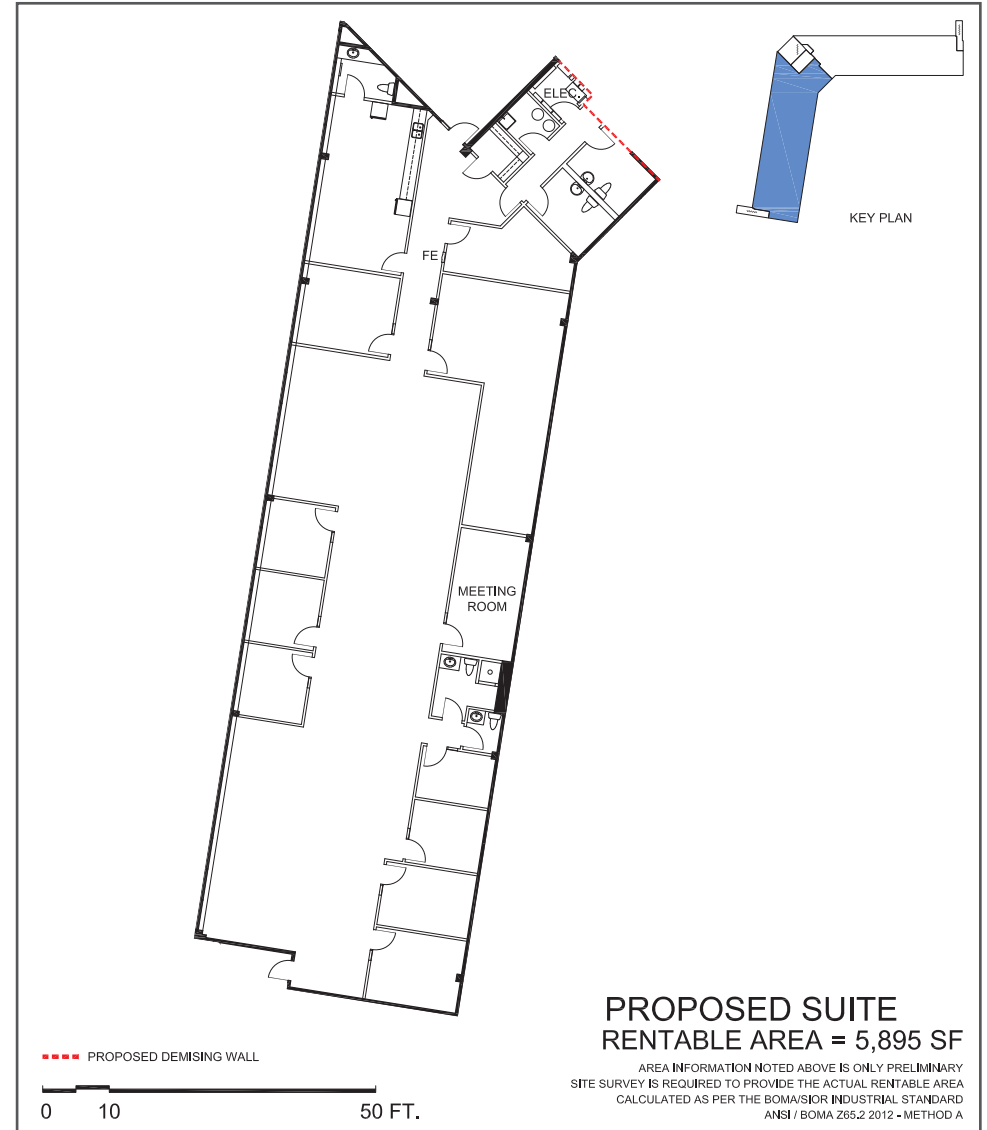 ELEC.
KEY PLAN
FE
MEETING
ROOM
PROPOSED SUITE
RENTABLE AREA = 5,895 SF
PROPOSED DEMISING WALL
AREA INFORMATION NOTED ABOVE IS ONLY PRELIMINARY
SITE SURVEY IS REQUIRED TO PROVIDE THE ACTUAL RENTABLE AREA
CALCULATED AS PER THE BOMA/SIOR INDUSTRIAL STANDARD
ANSI / BOMA Z65.2 2012 - METHOD A
0 10 50 FT.